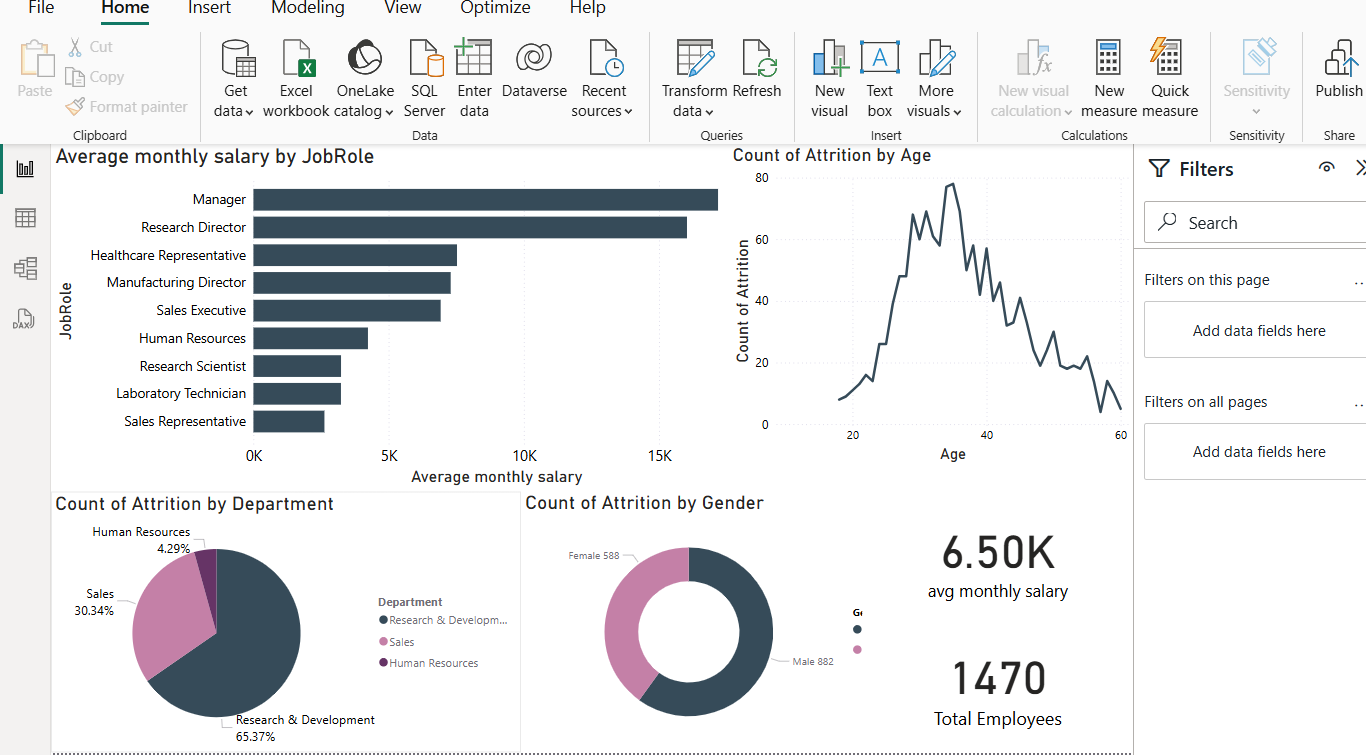 File Home Insert Modeling View Optimize Help
Paste
Cut
Copy
Format painter
Clipboard
Get data
Excel workbook
OneLake catalog
SQL Server
Enter data
Dataverse
Recent sources
Data
Transform data
Refresh
Queries
New visual
Text box
More visuals
Insert
New visual calculation
New measure
Quick measure
Calculations
Sensitivity
Sensitivity
Publish
Share
DAX
Average monthly salary by JobRole
JobRole
Manager
Research Director
Healthcare Representative
Manufacturing Director
Sales Executive
Human Resources
Research Scientist
Laboratory Technician
Sales Representative
0K 5K 10K 15K
Average monthly salary
Count of Attrition by Age
Count of Attrition
80
60
40
20
0
20 40 60
Age
Filters
Search
Filters on this page
..
Add data fields here
Filters on all pages
..
Add data fields here
Count of Attrition by Department
Human Resources
4.29%
Sales
30.34%
Research & Development
65.37%
Department
Research & Developm...
Sales
Human Resources
Count of Attrition by Gender
Female 588
Male 882
Ge
6.50K
avg monthly salary
1470
Total Employees